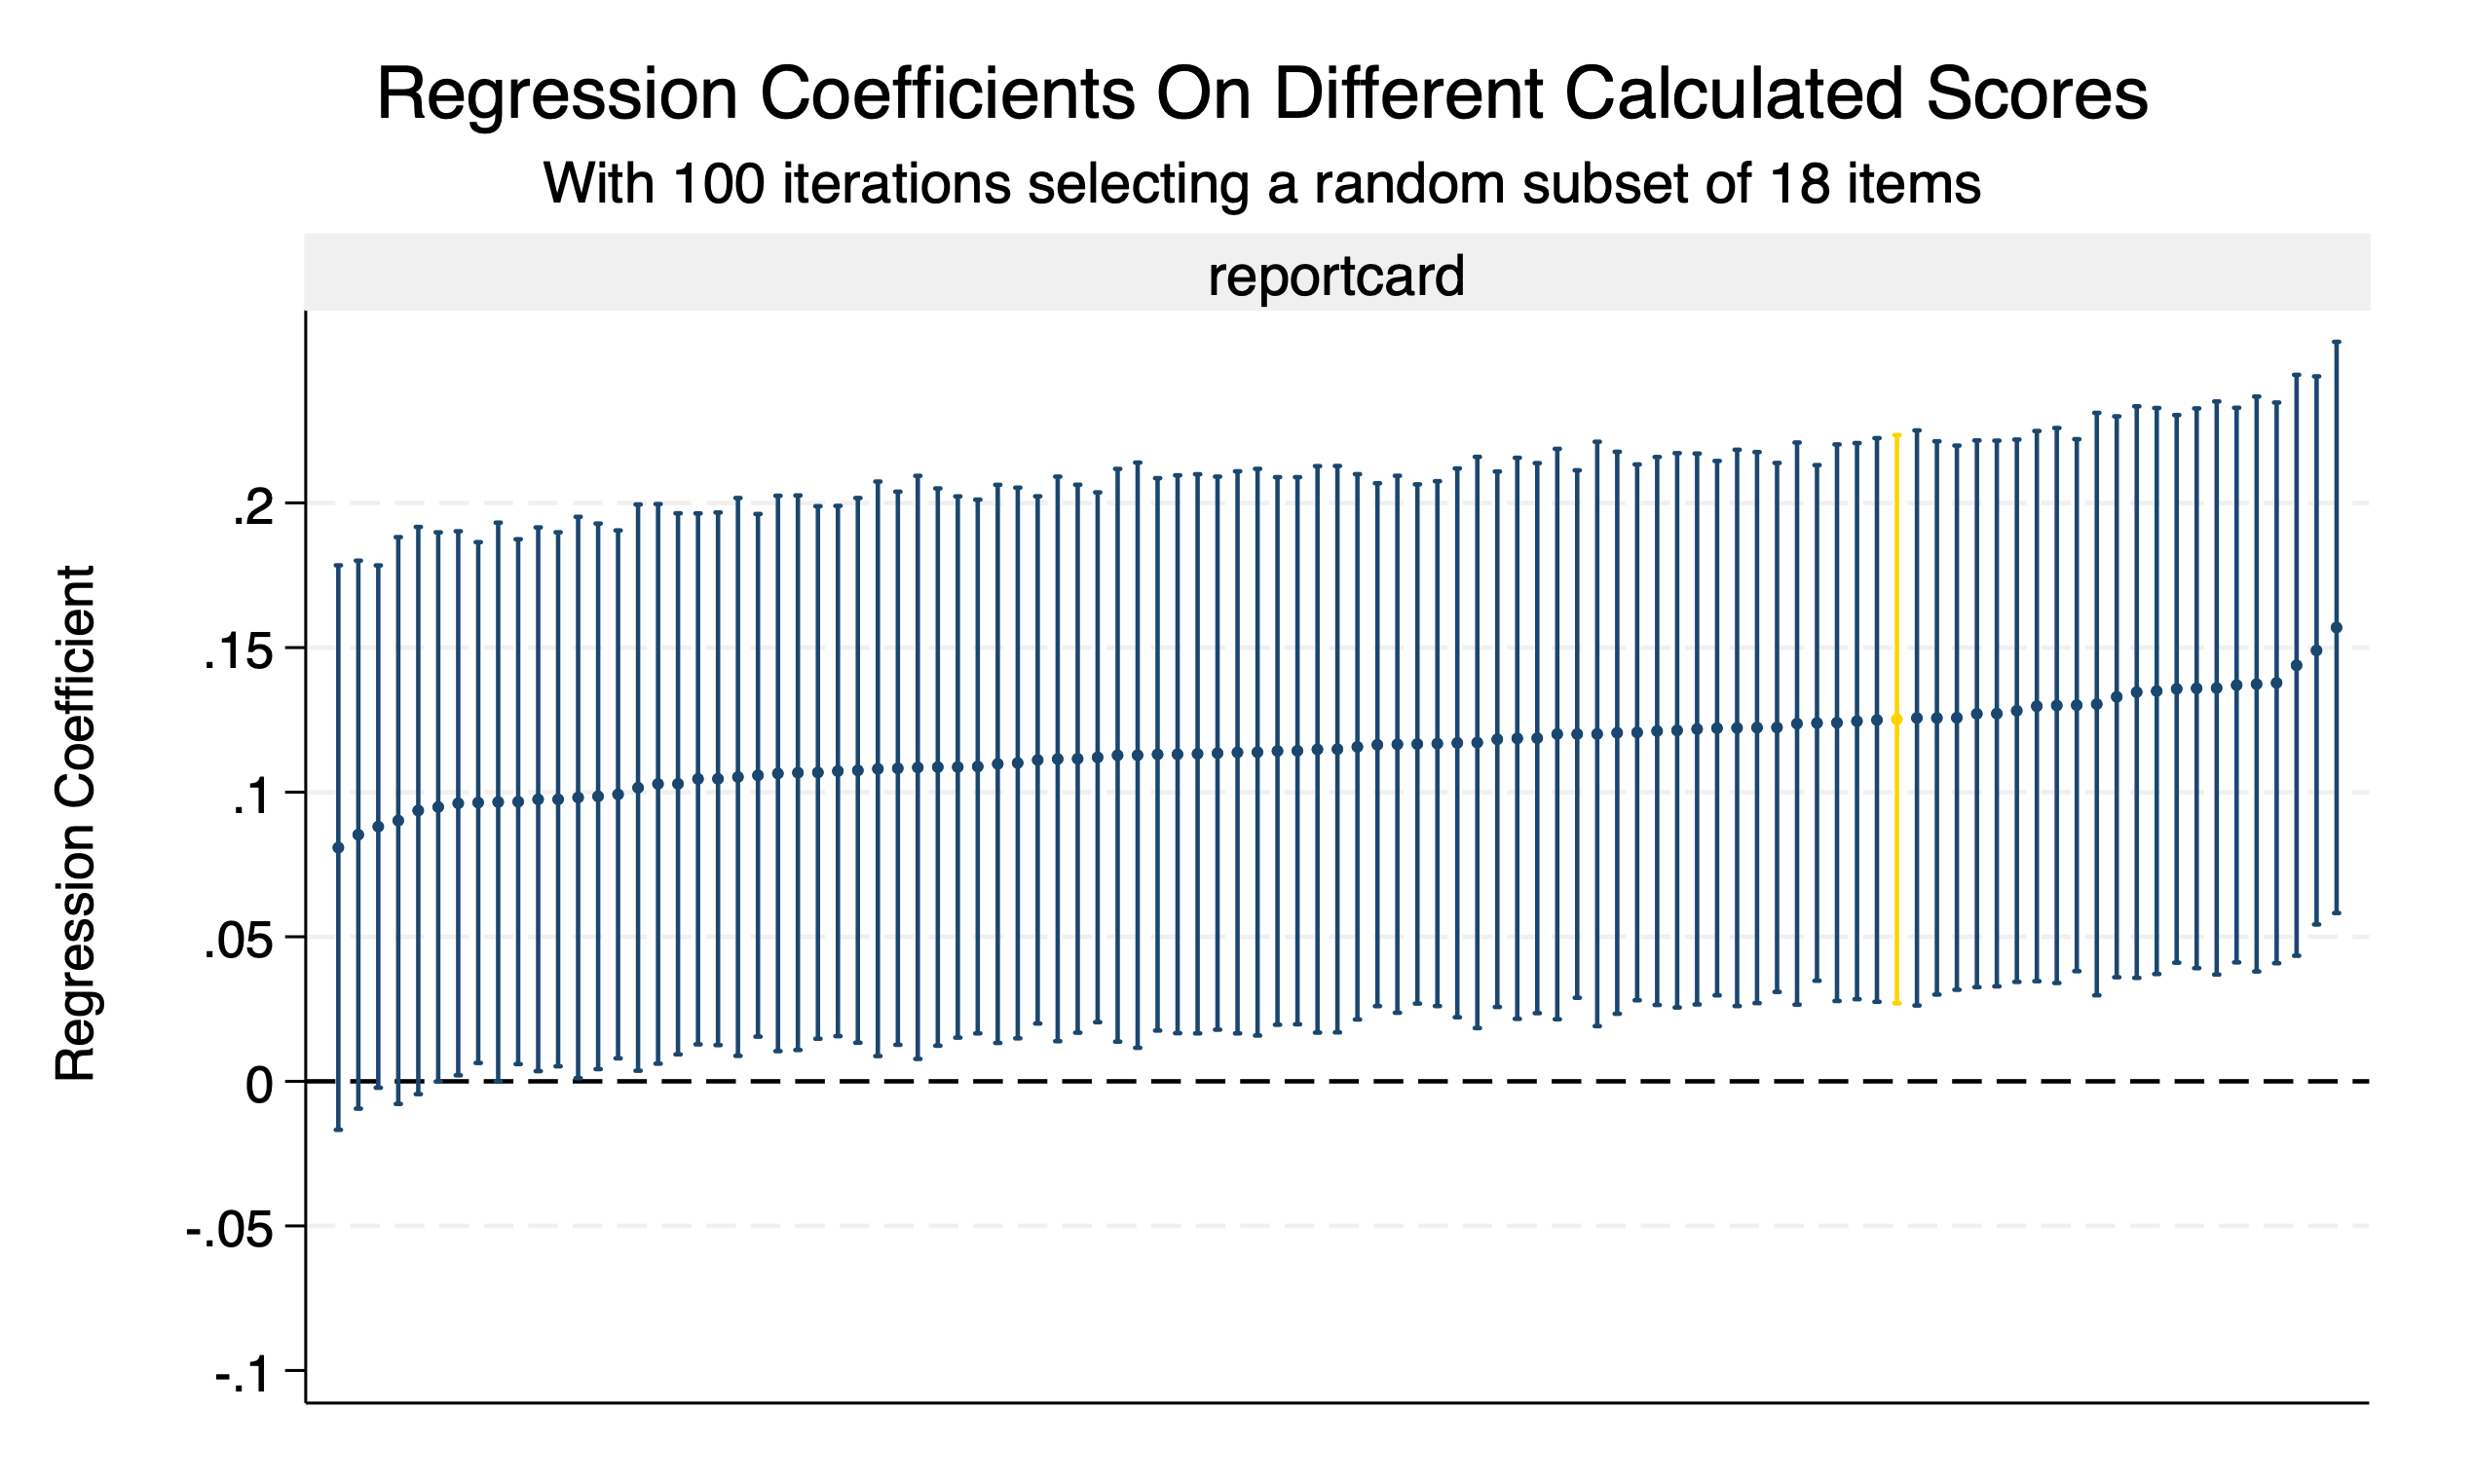 Regression Coefficients On Different Calculated Scores
With 100 iterations selecting a random subset of 18 items
reportcard
Regression Coefficient
.2
.15
.1
.05
0
-.05
-.1